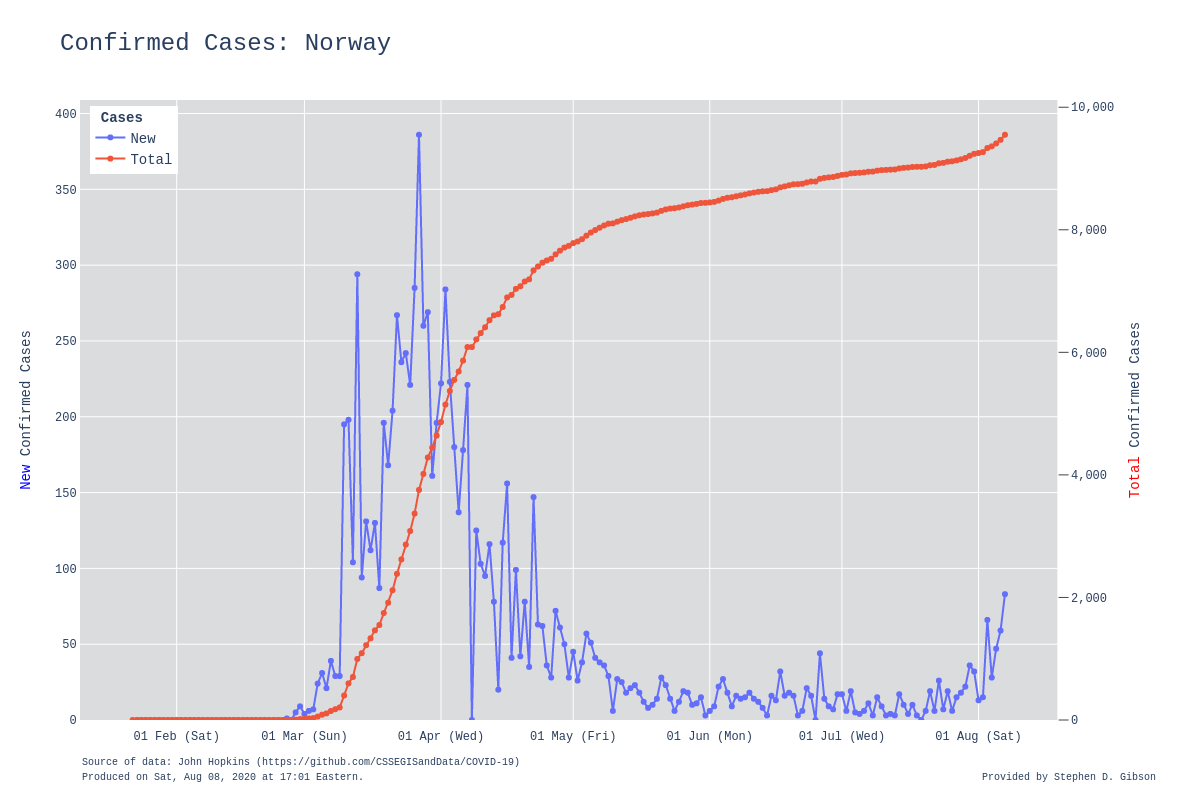 Confirmed Cases: Norway
Cases
New
Total
400
350
300
250
200
150
100
50
0
10,000
8,000
6,000
4,000
2,000
0
New Confirmed Cases
Total Confirmed Cases
01 Feb (Sat)
01 Mar (Sun)
01 Apr (Wed)
01 May (Fri)
01 Jun (Mon)
01 Jul (Wed)
01 Aug (Sat)
Source of data: John Hopkins (https://github.com/CSSEGISandData/COVID-19)
Produced on Sat, Aug 08, 2020 at 17:01 Eastern.
Provided by Stephen D. Gibson